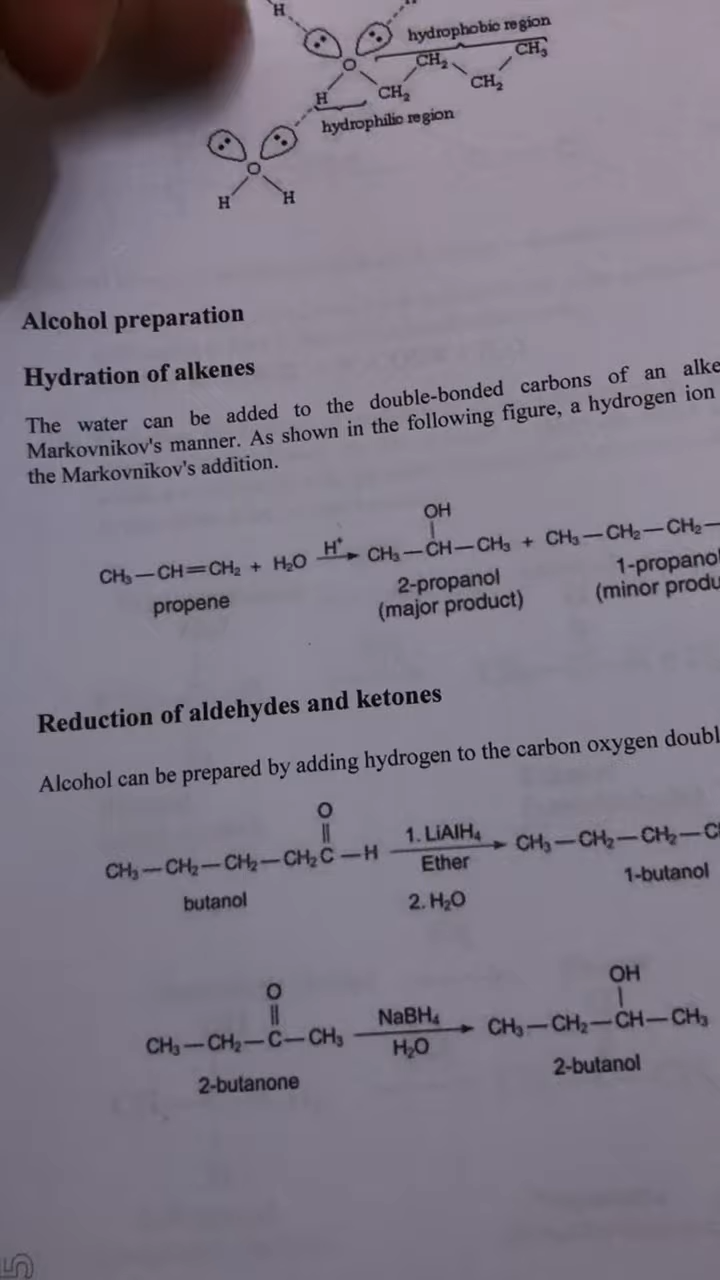 H
hydrophobic region
O CH₂ CH₃
H CH₂ CH₂
hydrophilic region
O
H H
Alcohol preparation
Hydration of alkenes
The water can be added to the double-bonded carbons of an alke
Markovnikov's manner. As shown in the following figure, a hydrogen ion
the Markovnikov's addition.
OH
CH₃—CH=CH₂ + H₂O H⁺ CH₃—CH—CH₃ + CH₃—CH₂—CH₂—
propene 2-propanol 1-propanol
(major product) (minor produ
Reduction of aldehydes and ketones
Alcohol can be prepared by adding hydrogen to the carbon oxygen doubl
O
CH₃—CH₂—CH₂—CH₂C—H 1. LiAlH₄ CH₃—CH₂—CH₂—C
Ether
butanol 2. H₂O 1-butanol
O OH
CH₃—CH₂—C—CH₃ NaBH₄ CH₃—CH₂—CH—CH₃
H₂O
2-butanone 2-butanol
5